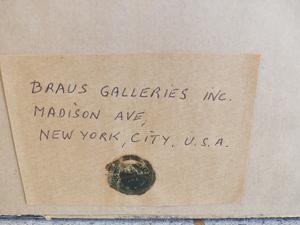 BRAUS GALLERIES INC.
MADISON AVE,
NEW YORK, CITY. U.S.A.